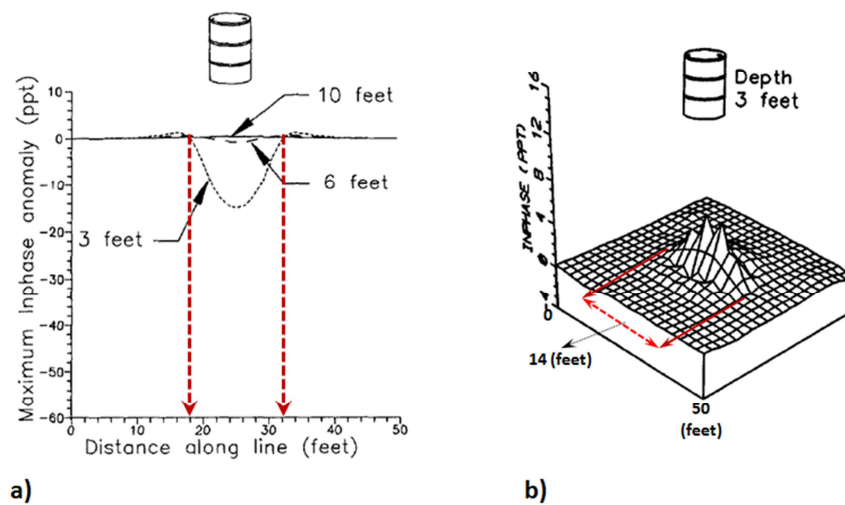 10
0
-10
-20
-30
-40
-50
-60
Maximum Inphase anomaly (ppt)
10 feet
6 feet
3 feet
0
10
20
30
40
50
Distance along line (feet)
a)
Depth
3 feet
16
12
8
4
0
-4
INPHASE (PPT)
0
14 (feet)
50
(feet)
b)